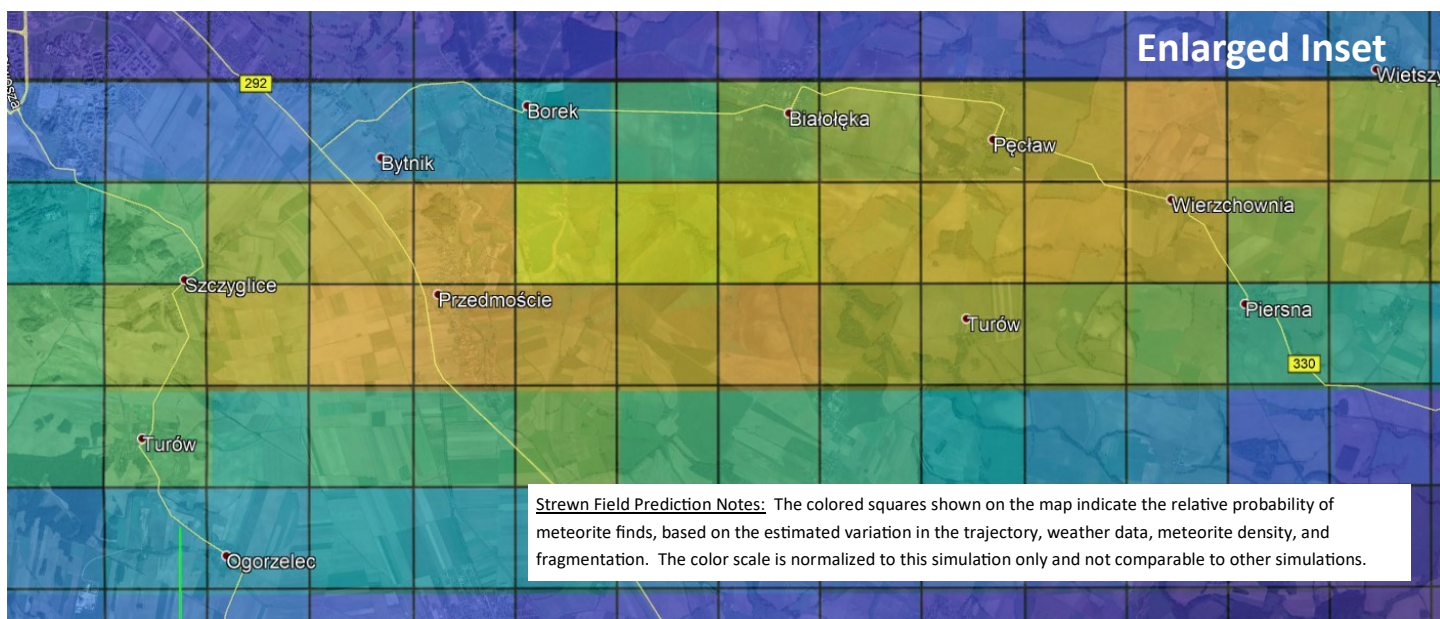 Enlarged Inset
Wietszy
292
Borek
Białołęka
Pęcław
Bytnik
Wierzchownia
Szczyglice
Przedmoście
Piersna
Turów
330
Turów
Strewn Field Prediction Notes: The colored squares shown on the map indicate the relative probability of
meteorite finds, based on the estimated variation in the trajectory, weather data, meteorite density, and
fragmentation. The color scale is normalized to this simulation only and not comparable to other simulations.
Ogorzelec